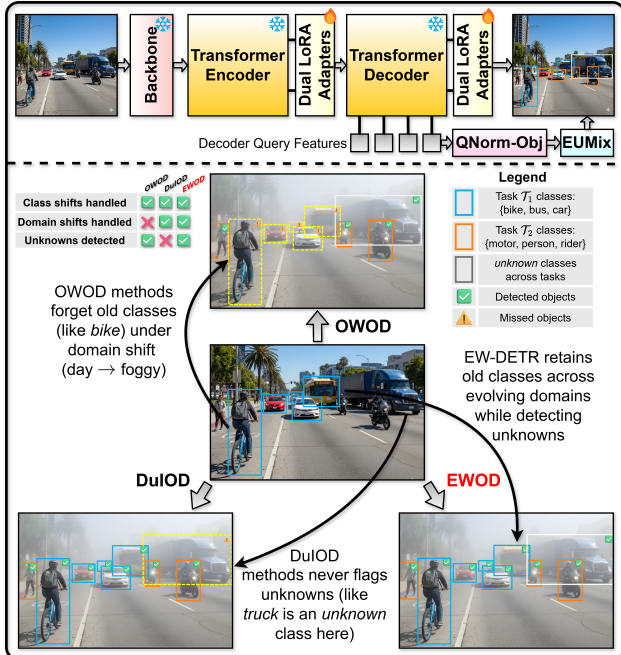 Backbone
Transformer
Encoder
Dual LoRA
Adapters
Transformer
Decoder
Dual LoRA
Adapters
Decoder Query Features
QNorm-Obj
EUMix
OWOD
DuIOD
EWOD
Class shifts handled
Domain shifts handled
Unknowns detected
Legend
Task 𝒯₁ classes:
{bike, bus, car}
Task 𝒯₂ classes:
{motor, person, rider}
unknown classes
across tasks
Detected objects
Missed objects
OWOD methods
forget old classes
(like bike) under
domain shift
(day → foggy)
OWOD
EW-DETR retains
old classes across
evolving domains
while detecting
unknowns
DuIOD
EWOD
DuIOD
methods never flags
unknowns (like
truck is an unknown
class here)